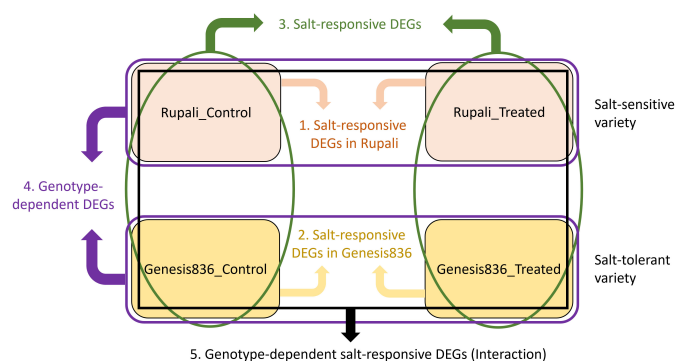 3. Salt-responsive DEGs
Rupali_Control
Rupali_Treated
Salt-sensitive
variety
1. Salt-responsive
DEGs in Rupali
4. Genotype-
dependent DEGs
2. Salt-responsive
DEGs in Genesis836
Genesis836_Control
Genesis836_Treated
Salt-tolerant
variety
5. Genotype-dependent salt-responsive DEGs (Interaction)